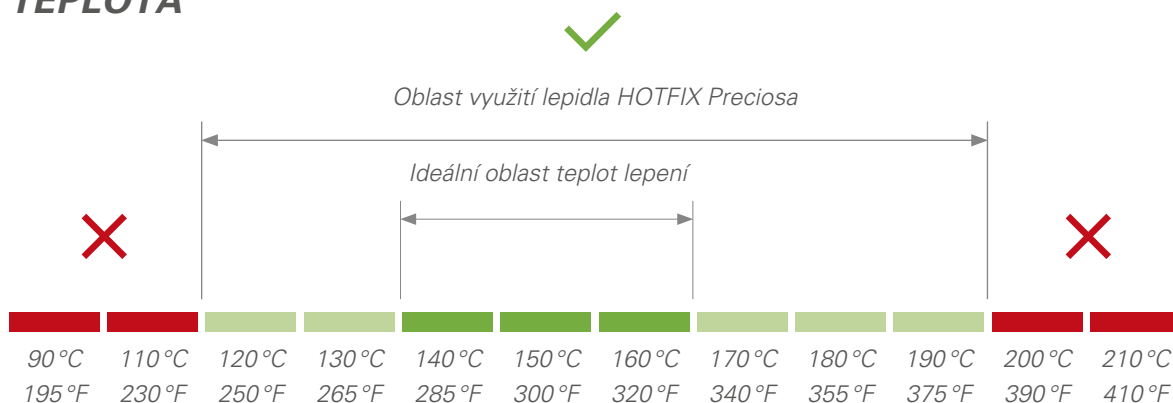 TEPLOTA
Oblast využití lepidla HOTFIX Preciosa
Ideální oblast teplot lepení
90 °C 110 °C 120 °C 130 °C 140 °C 150 °C 160 °C 170 °C 180 °C 190 °C 200 °C 210 °C
195 °F 230 °F 250 °F 265 °F 285 °F 300 °F 320 °F 340 °F 355 °F 375 °F 390 °F 410 °F